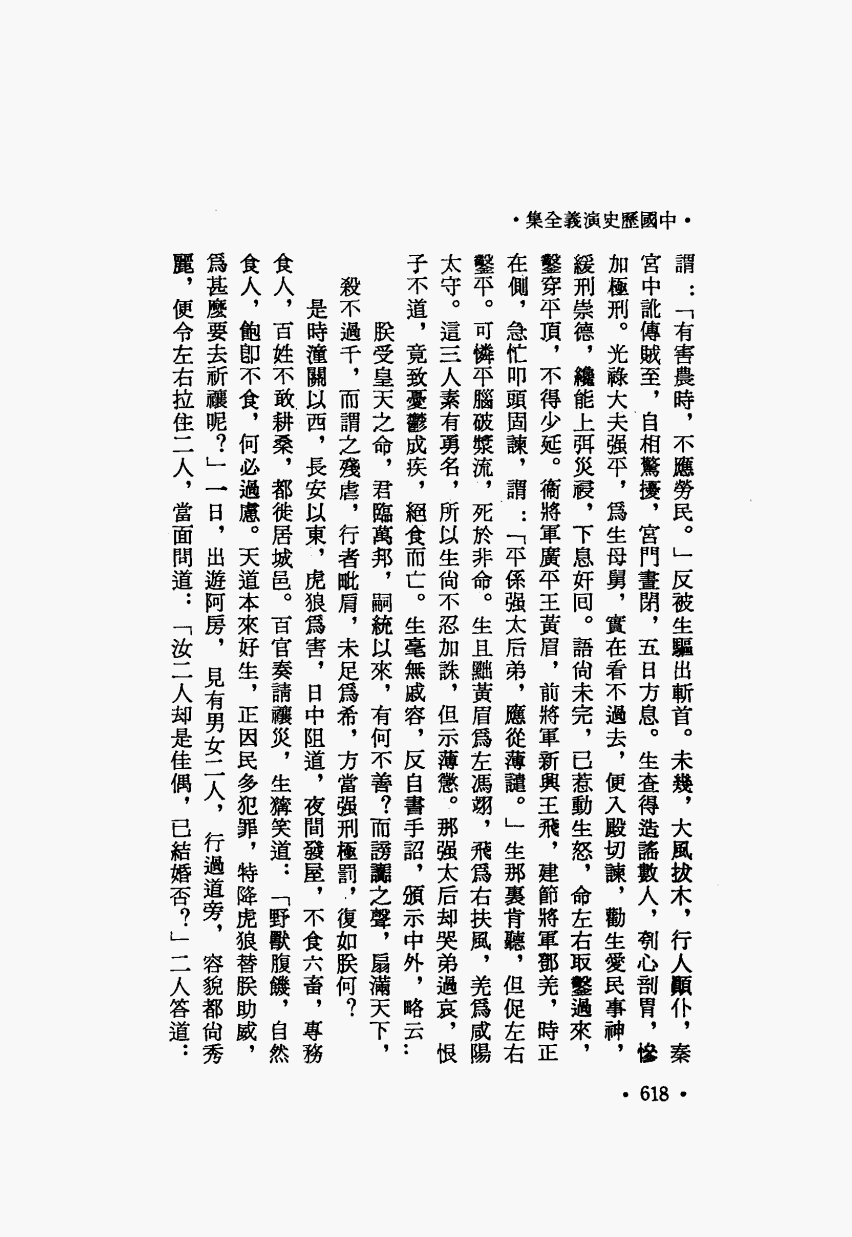 •中國歷史演義全集•
謂：「有害農時，不應勞民。」反被生驅出斬首。未幾，大風拔木，行人顚仆，秦
宮中訛傳賊至，自相驚擾，宮門晝閉，五日方息。生查得造謠數人，刳心剖胃，慘
加極刑。光祿大夫强平，爲生母舅，實在看不過去，便入殿切諫，勸生愛民事神，
緩刑崇德，纔能上弭災祲，下息奸回。語尙未完，已惹動生怒，命左右取鑿過來，
鑿穿平頂，不得少延。衞將軍廣平王黃眉，前將軍新興王飛，建節將軍鄧羌，時正
在側，急忙叩頭固諫，謂：「平係强太后弟，應從薄譴。」生那裏肯聽，但促左右
鑿平。可憐平腦破漿流，死於非命。生且黜黃眉爲左馮翊，飛爲右扶風，羌爲咸陽
太守。這三人素有勇名，所以生尙不忍加誅，但示薄懲。那强太后却哭弟過哀，恨
子不道，竟致憂鬱成疾，絕食而亡。生毫無戚容，反自書手詔，頒示中外，略云：
朕受皇天之命，君臨萬邦，嗣統以來，有何不善？而謗讟之聲，扇滿天下，
殺不過千，而謂之殘虐，行者毗肩，未足爲希，方當强刑極罰，復如朕何？
是時潼關以西，長安以東，虎狼爲害，日中阻道，夜間發屋，不食六畜，專務
食人，百姓不敢耕桑，都徙居城邑。百官奏請禳災，生獰笑道：「野獸腹饑，自然
食人，飽卽不食，何必過慮。天道本來好生，正因民多犯罪，特降虎狼替朕助威，
爲甚麼要去祈禳呢？」一日，出遊阿房，見有男女二人，行過道旁，容貌都尙秀
麗，便令左右拉住二人，當面問道：「汝二人却是佳偶，已結婚否？」二人答道：
•618•